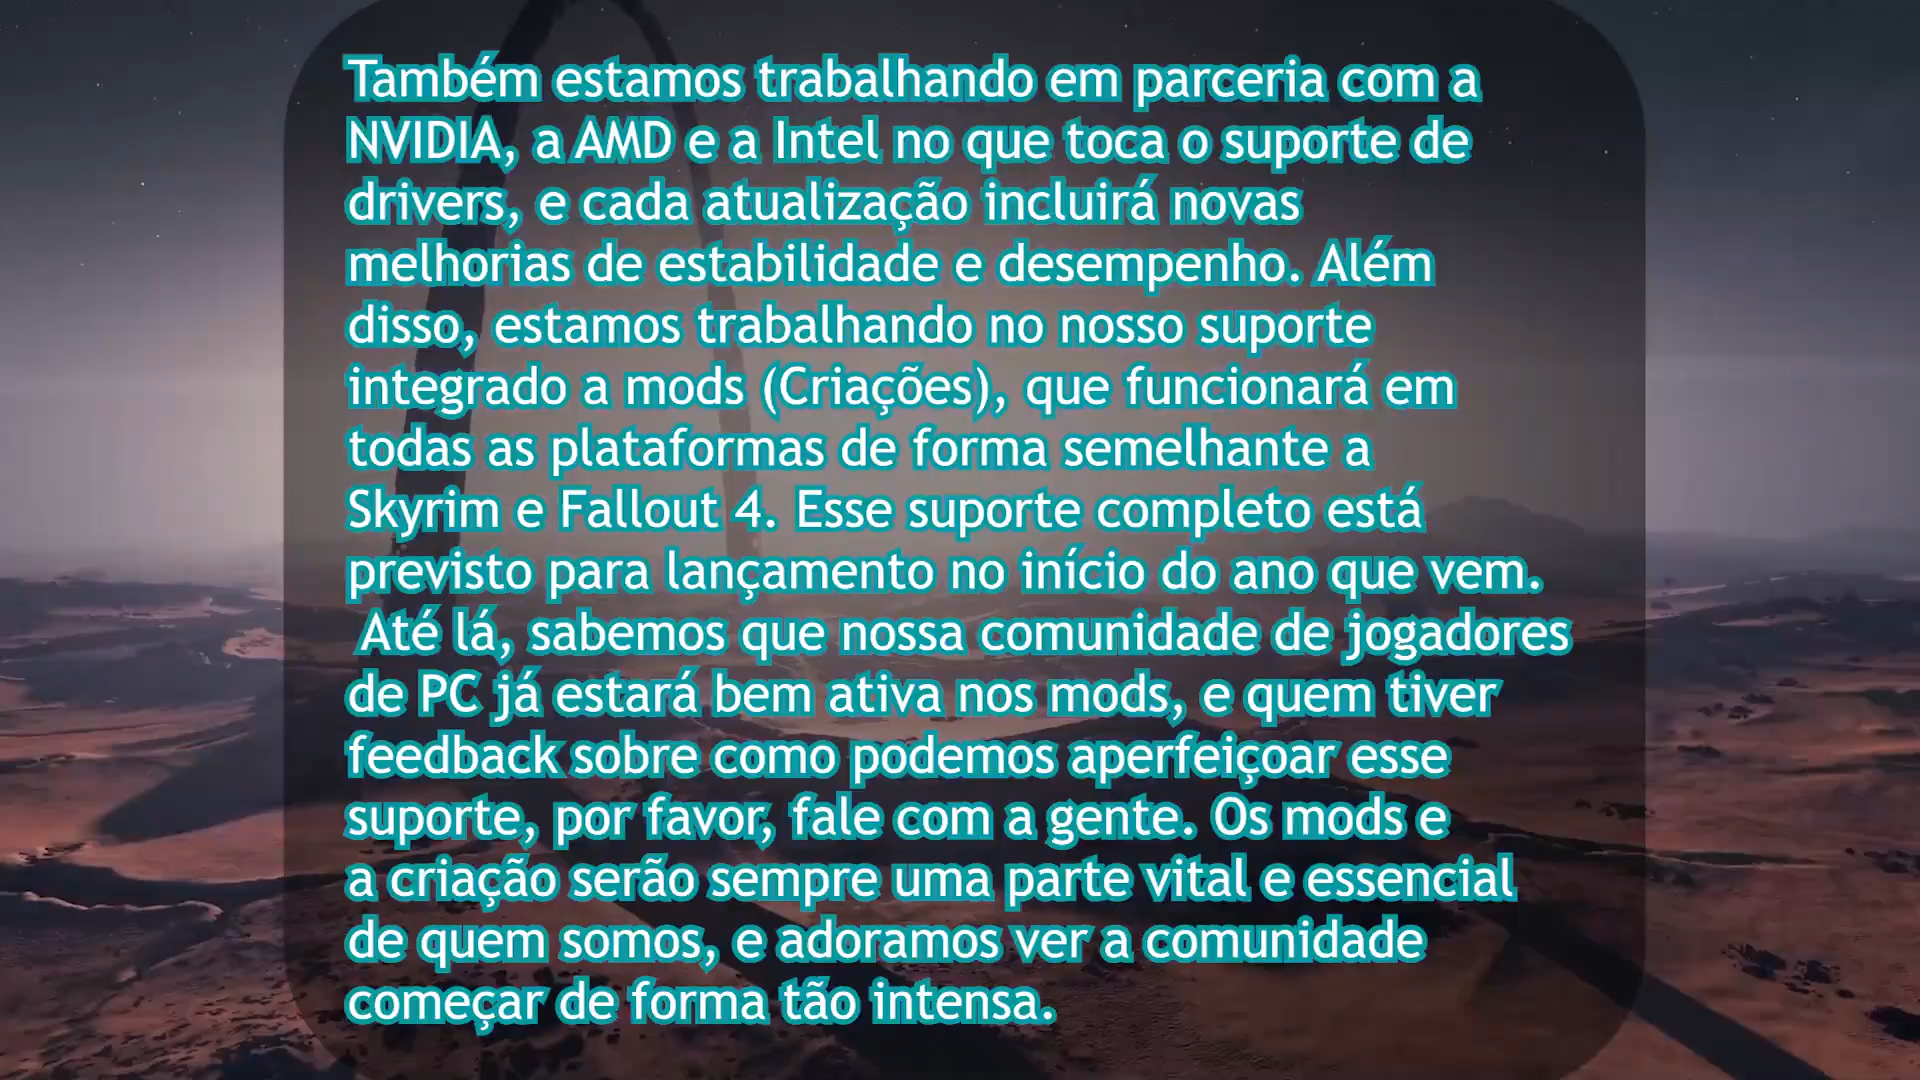 Também estamos trabalhando em parceria com a
NVIDIA, a AMD e a Intel no que toca o suporte de
drivers, e cada atualização incluirá novas
melhorias de estabilidade e desempenho. Além
disso, estamos trabalhando no nosso suporte
integrado a mods (Criações), que funcionará em
todas as plataformas de forma semelhante a
Skyrim e Fallout 4. Esse suporte completo está
previsto para lançamento no início do ano que vem.
Até lá, sabemos que nossa comunidade de jogadores
de PC já estará bem ativa nos mods, e quem tiver
feedback sobre como podemos aperfeiçoar esse
suporte, por favor, fale com a gente. Os mods e
a criação serão sempre uma parte vital e essencial
de quem somos, e adoramos ver a comunidade
começar de forma tão intensa.